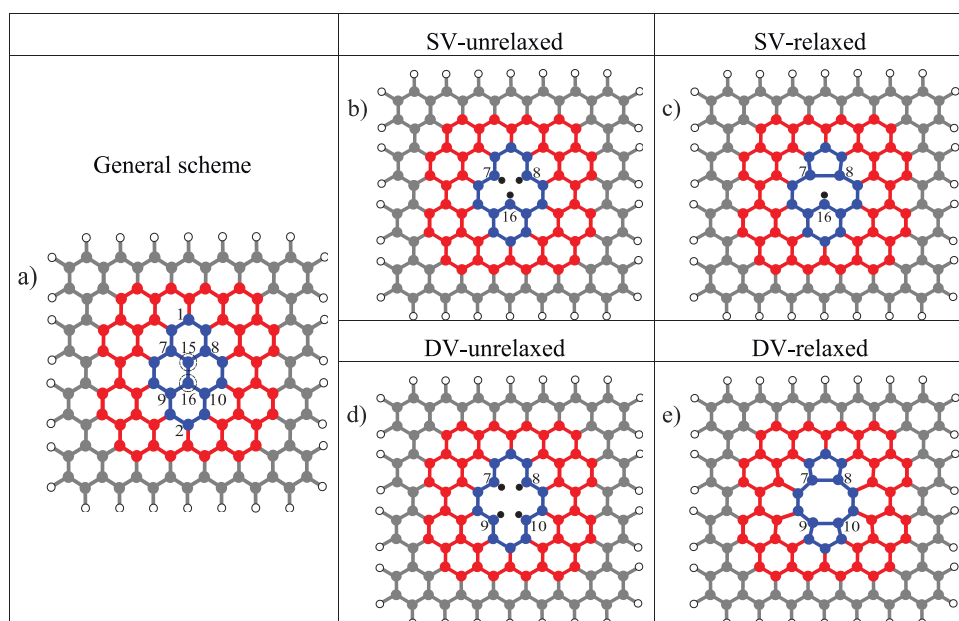 SV-unrelaxed
SV-relaxed
General scheme
b)
7
8
16
c)
7
8
16
a)
1
7
15
8
9
16
10
2
DV-unrelaxed
DV-relaxed
d)
7
8
9
10
e)
7
8
9
10